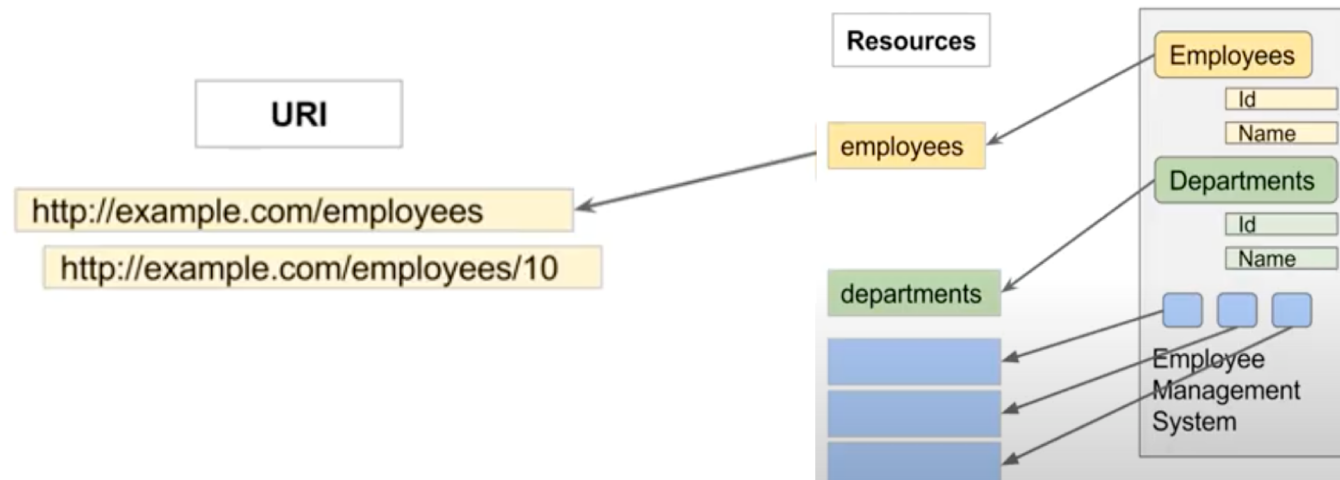 URI
http://example.com/employees
http://example.com/employees/10
Resources
employees
departments
Employees
Id
Name
Departments
Id
Name
Employee
Management
System